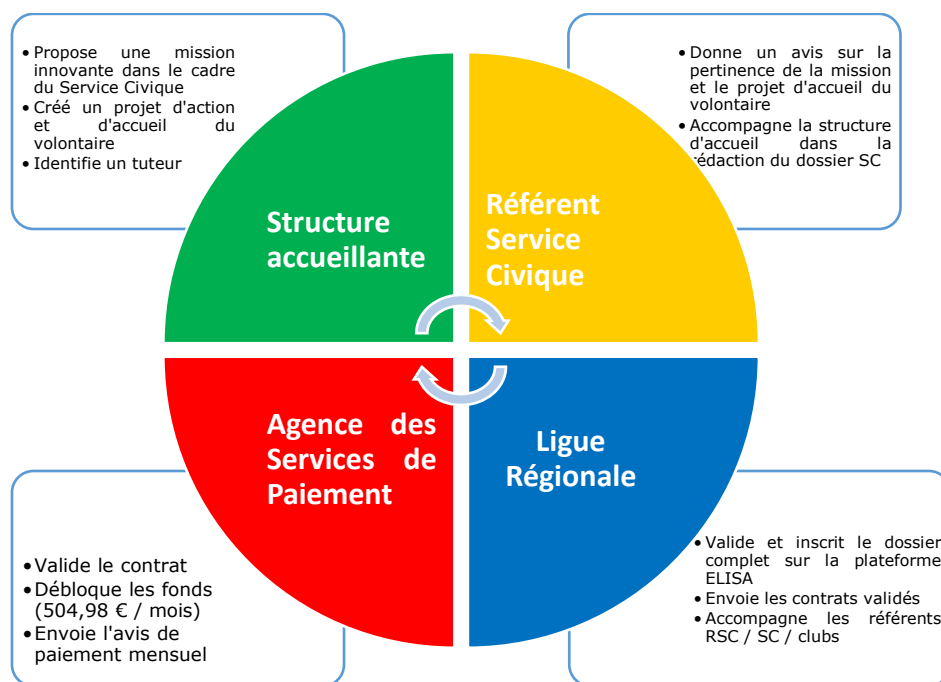 • Propose une mission
innovante dans le cadre
du Service Civique
• Créé un projet d'action
et d'accueil du
volontaire
• Identifie un tuteur
• Donne un avis sur la
pertinence de la mission
et le projet d'accueil du
volontaire
• Accompagne la structure
d'accueil dans la
rédaction du dossier SC
Structure
accueillante
Référent
Service
Civique
Agence des
Services de
Paiement
Ligue
Régionale
• Valide le contrat
• Débloque les fonds
(504,98 € / mois)
• Envoie l'avis de
paiement mensuel
• Valide et inscrit le dossier
complet sur la plateforme
ELISA
• Envoie les contrats validés
• Accompagne les référents
RSC / SC / clubs